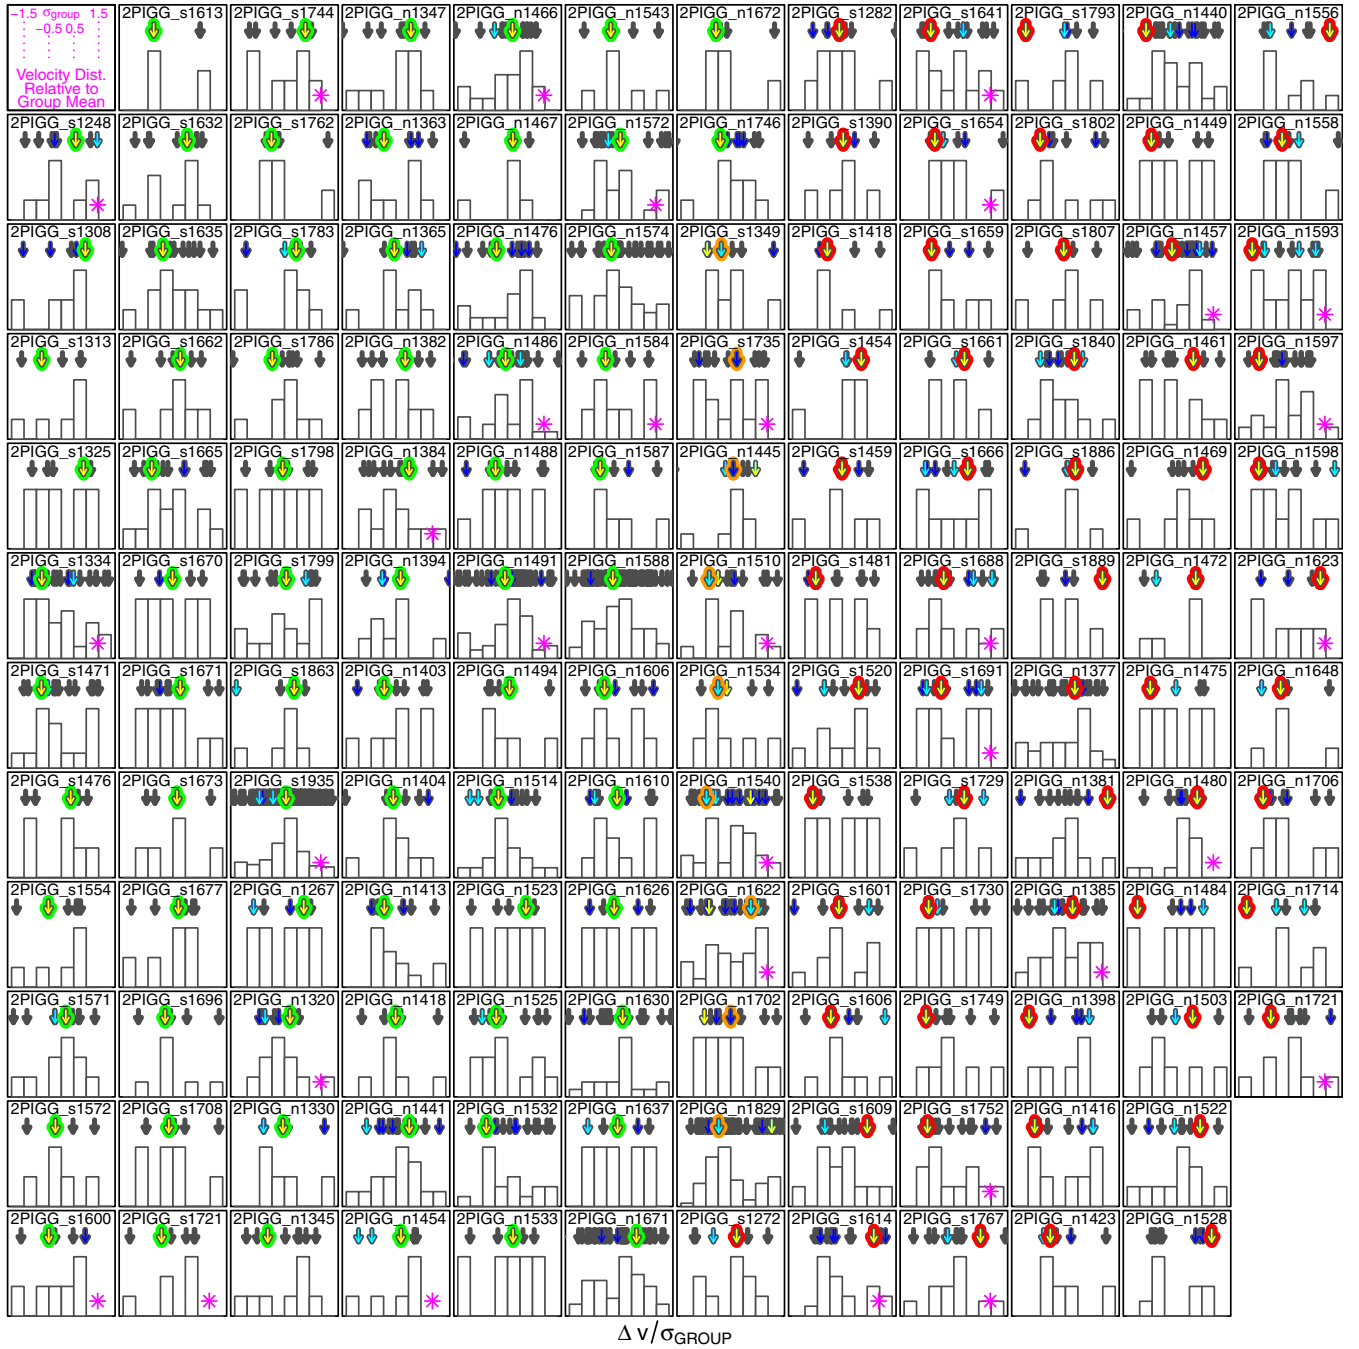 −1.5 σgroup 1.5
−0.5 0.5
Velocity Dist.
Relative to
Group Mean
2PIGG_s1613 2PIGG_s1744 2PIGG_n1347 2PIGG_n1466 2PIGG_n1543 2PIGG_n1672 2PIGG_s1282 2PIGG_s1641 2PIGG_s1793 2PIGG_n1440 2PIGG_n1556
2PIGG_s1248 2PIGG_s1632 2PIGG_s1762 2PIGG_n1363 2PIGG_n1467 2PIGG_n1572 2PIGG_n1746 2PIGG_s1390 2PIGG_s1654 2PIGG_s1802 2PIGG_n1449 2PIGG_n1558
2PIGG_s1308 2PIGG_s1635 2PIGG_s1783 2PIGG_n1365 2PIGG_n1476 2PIGG_n1574 2PIGG_s1349 2PIGG_s1418 2PIGG_s1659 2PIGG_s1807 2PIGG_n1457 2PIGG_n1593
2PIGG_s1313 2PIGG_s1662 2PIGG_s1786 2PIGG_n1382 2PIGG_n1486 2PIGG_n1584 2PIGG_s1735 2PIGG_s1454 2PIGG_s1661 2PIGG_s1840 2PIGG_n1461 2PIGG_n1597
2PIGG_s1325 2PIGG_s1665 2PIGG_s1798 2PIGG_n1384 2PIGG_n1488 2PIGG_n1587 2PIGG_n1445 2PIGG_s1459 2PIGG_s1666 2PIGG_s1886 2PIGG_n1469 2PIGG_n1598
2PIGG_s1334 2PIGG_s1670 2PIGG_s1799 2PIGG_n1394 2PIGG_n1491 2PIGG_n1588 2PIGG_n1510 2PIGG_s1481 2PIGG_s1688 2PIGG_s1889 2PIGG_n1472 2PIGG_n1623
2PIGG_s1471 2PIGG_s1671 2PIGG_s1863 2PIGG_n1403 2PIGG_n1494 2PIGG_n1606 2PIGG_n1534 2PIGG_s1520 2PIGG_s1691 2PIGG_n1377 2PIGG_n1475 2PIGG_n1648
2PIGG_s1476 2PIGG_s1673 2PIGG_s1935 2PIGG_n1404 2PIGG_n1514 2PIGG_n1610 2PIGG_n1540 2PIGG_s1538 2PIGG_s1729 2PIGG_n1381 2PIGG_n1480 2PIGG_n1706
2PIGG_s1554 2PIGG_s1677 2PIGG_n1267 2PIGG_n1413 2PIGG_n1523 2PIGG_n1626 2PIGG_n1622 2PIGG_s1601 2PIGG_s1730 2PIGG_n1385 2PIGG_n1484 2PIGG_n1714
2PIGG_s1571 2PIGG_s1696 2PIGG_n1320 2PIGG_n1418 2PIGG_n1525 2PIGG_n1630 2PIGG_n1702 2PIGG_s1606 2PIGG_s1749 2PIGG_n1398 2PIGG_n1503 2PIGG_n1721
2PIGG_s1572 2PIGG_s1708 2PIGG_n1330 2PIGG_n1441 2PIGG_n1532 2PIGG_n1637 2PIGG_n1829 2PIGG_s1609 2PIGG_s1752 2PIGG_n1416 2PIGG_n1522
2PIGG_s1600 2PIGG_s1721 2PIGG_n1345 2PIGG_n1454 2PIGG_n1533 2PIGG_n1671 2PIGG_s1272 2PIGG_s1614 2PIGG_s1767 2PIGG_n1423 2PIGG_n1528
Δ v/σGROUP